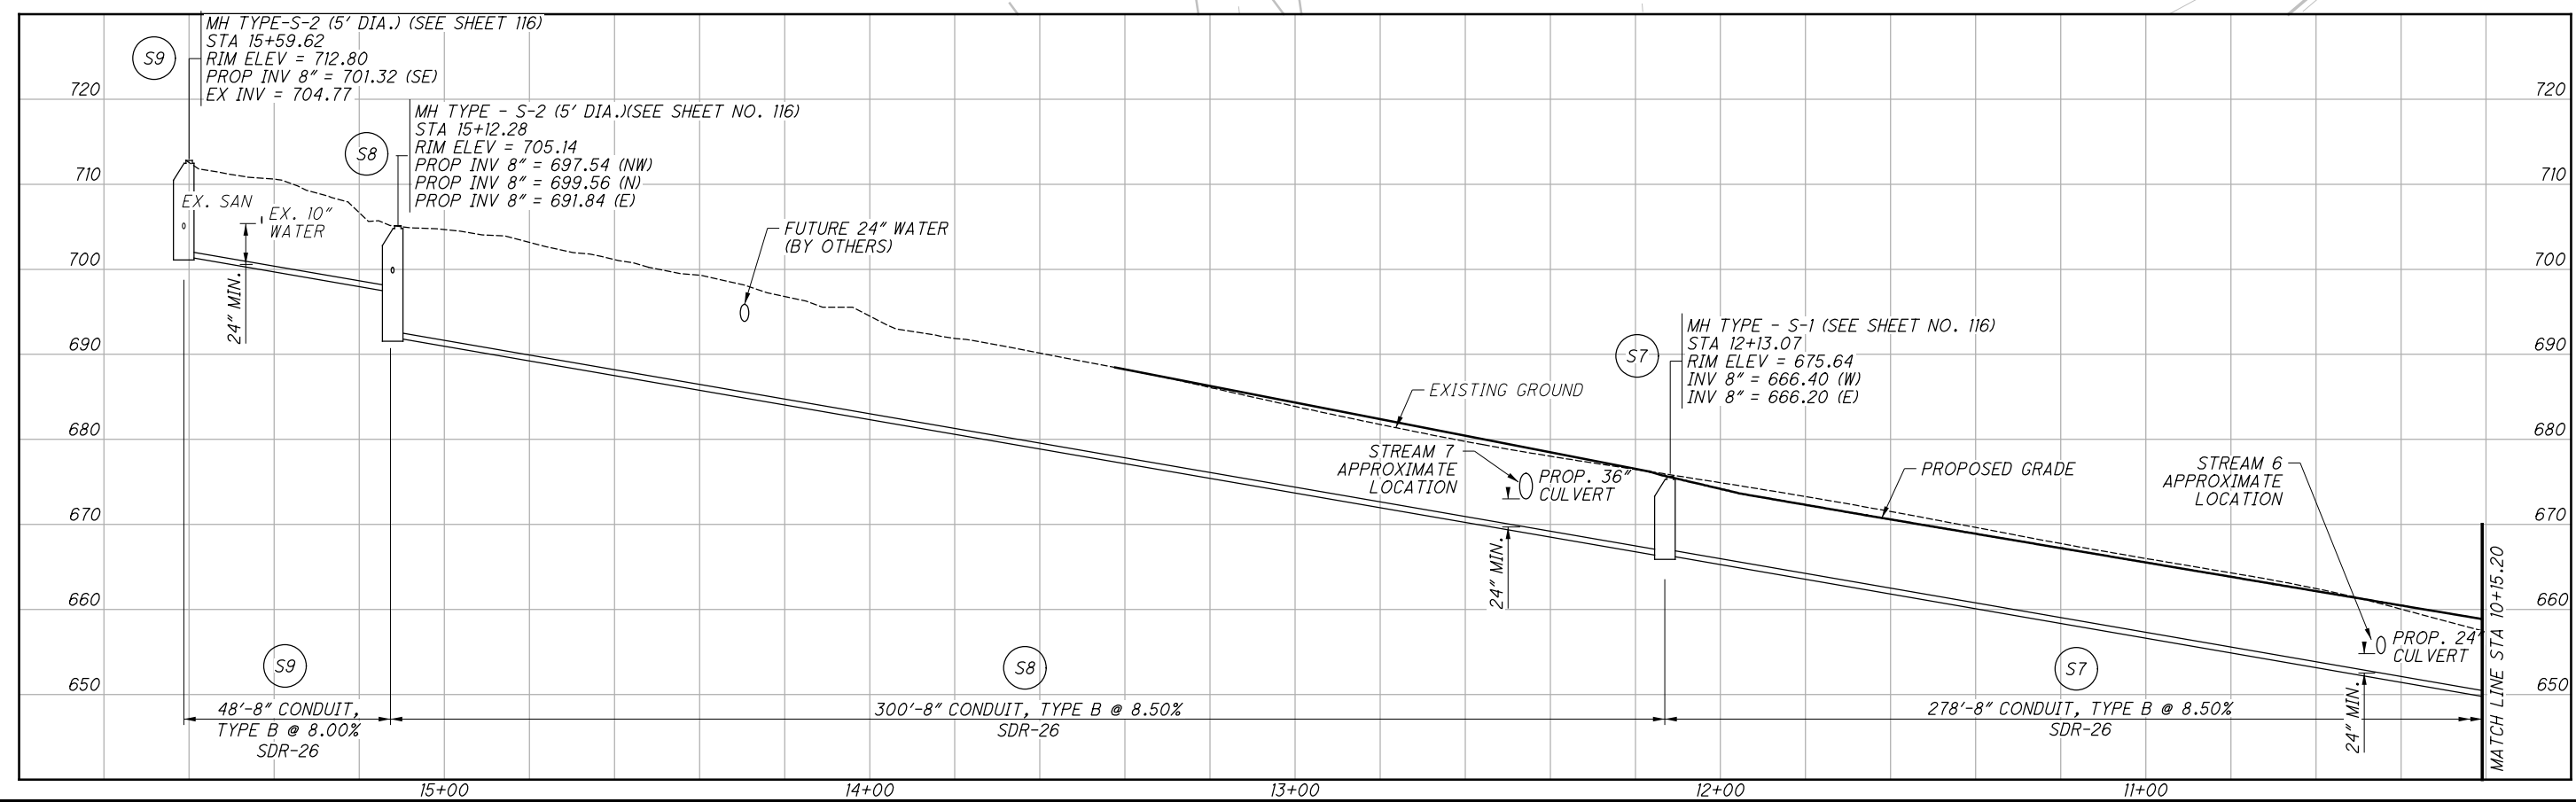 MH TYPE-S-2 (5' DIA.) (SEE SHEET 116)
STA 15+59.62
RIM ELEV = 712.80
PROP INV 8" = 701.32 (SE)
EX INV = 704.77
S9
MH TYPE - S-2 (5' DIA.)(SEE SHEET NO. 116)
STA 15+12.28
RIM ELEV = 705.14
PROP INV 8" = 697.54 (NW)
PROP INV 8" = 699.56 (N)
PROP INV 8" = 691.84 (E)
S8
720
710
700
690
680
670
660
650
EX. SAN
EX. 10"
WATER
24" MIN.
FUTURE 24" WATER
(BY OTHERS)
EXISTING GROUND
MH TYPE - S-1 (SEE SHEET NO. 116)
STA 12+13.07
RIM ELEV = 675.64
INV 8" = 666.40 (W)
INV 8" = 666.20 (E)
S7
STREAM 7
APPROXIMATE
LOCATION
PROP. 36"
CULVERT
24" MIN.
PROPOSED GRADE
STREAM 6
APPROXIMATE
LOCATION
PROP. 24"
CULVERT
24" MIN.
MATCH LINE STA 10+15.20
720
710
700
690
680
670
660
650
S9
48'-8" CONDUIT,
TYPE B @ 8.00%
SDR-26
S8
300'-8" CONDUIT, TYPE B @ 8.50%
SDR-26
S7
278'-8" CONDUIT, TYPE B @ 8.50%
SDR-26
15+00
14+00
13+00
12+00
11+00